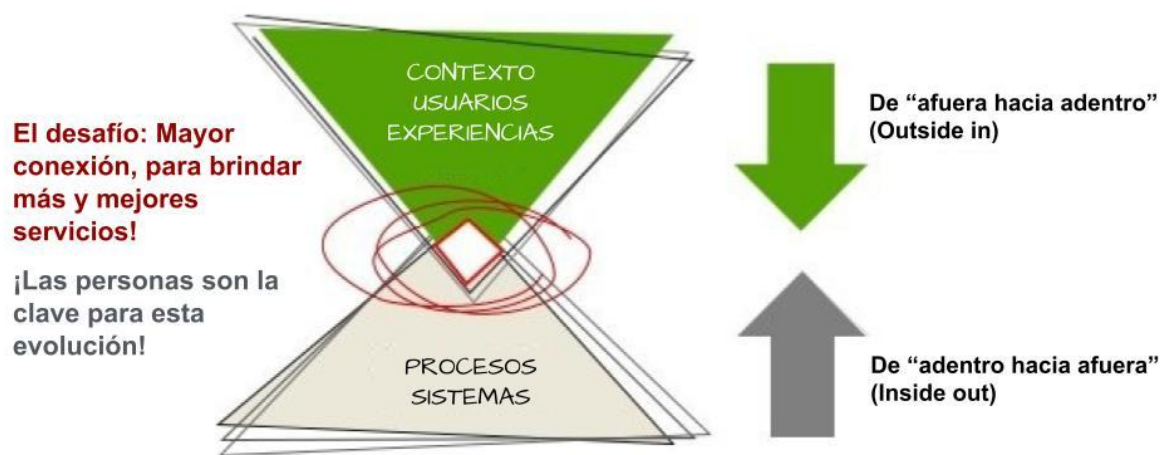 CONTEXTO
USUARIOS
EXPERIENCIAS
El desafío: Mayor
conexión, para brindar
más y mejores
servicios!
¡Las personas son la
clave para esta
evolución!
PROCESOS
SISTEMAS
De “afuera hacia adentro”
(Outside in)
De “adentro hacia afuera”
(Inside out)